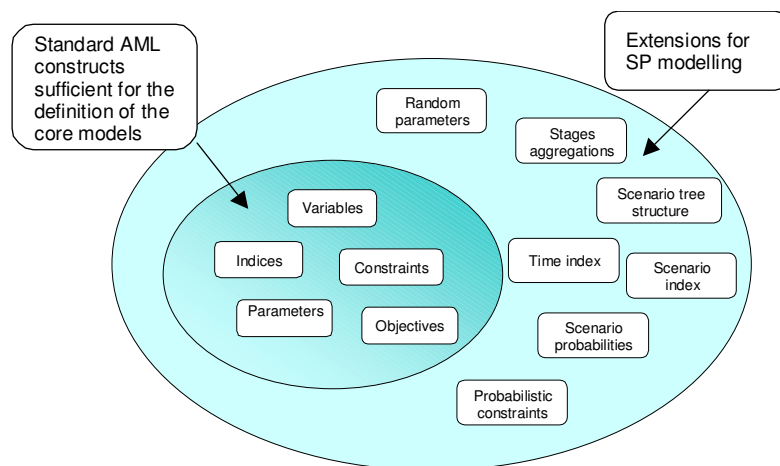 Standard AML
constructs
sufficient for the
definition of the
core models
Extensions for
SP modelling
Random
parameters
Stages
aggregations
Scenario tree
structure
Variables
Indices
Constraints
Time index
Scenario
index
Parameters
Objectives
Scenario
probabilities
Probabilistic
constraints